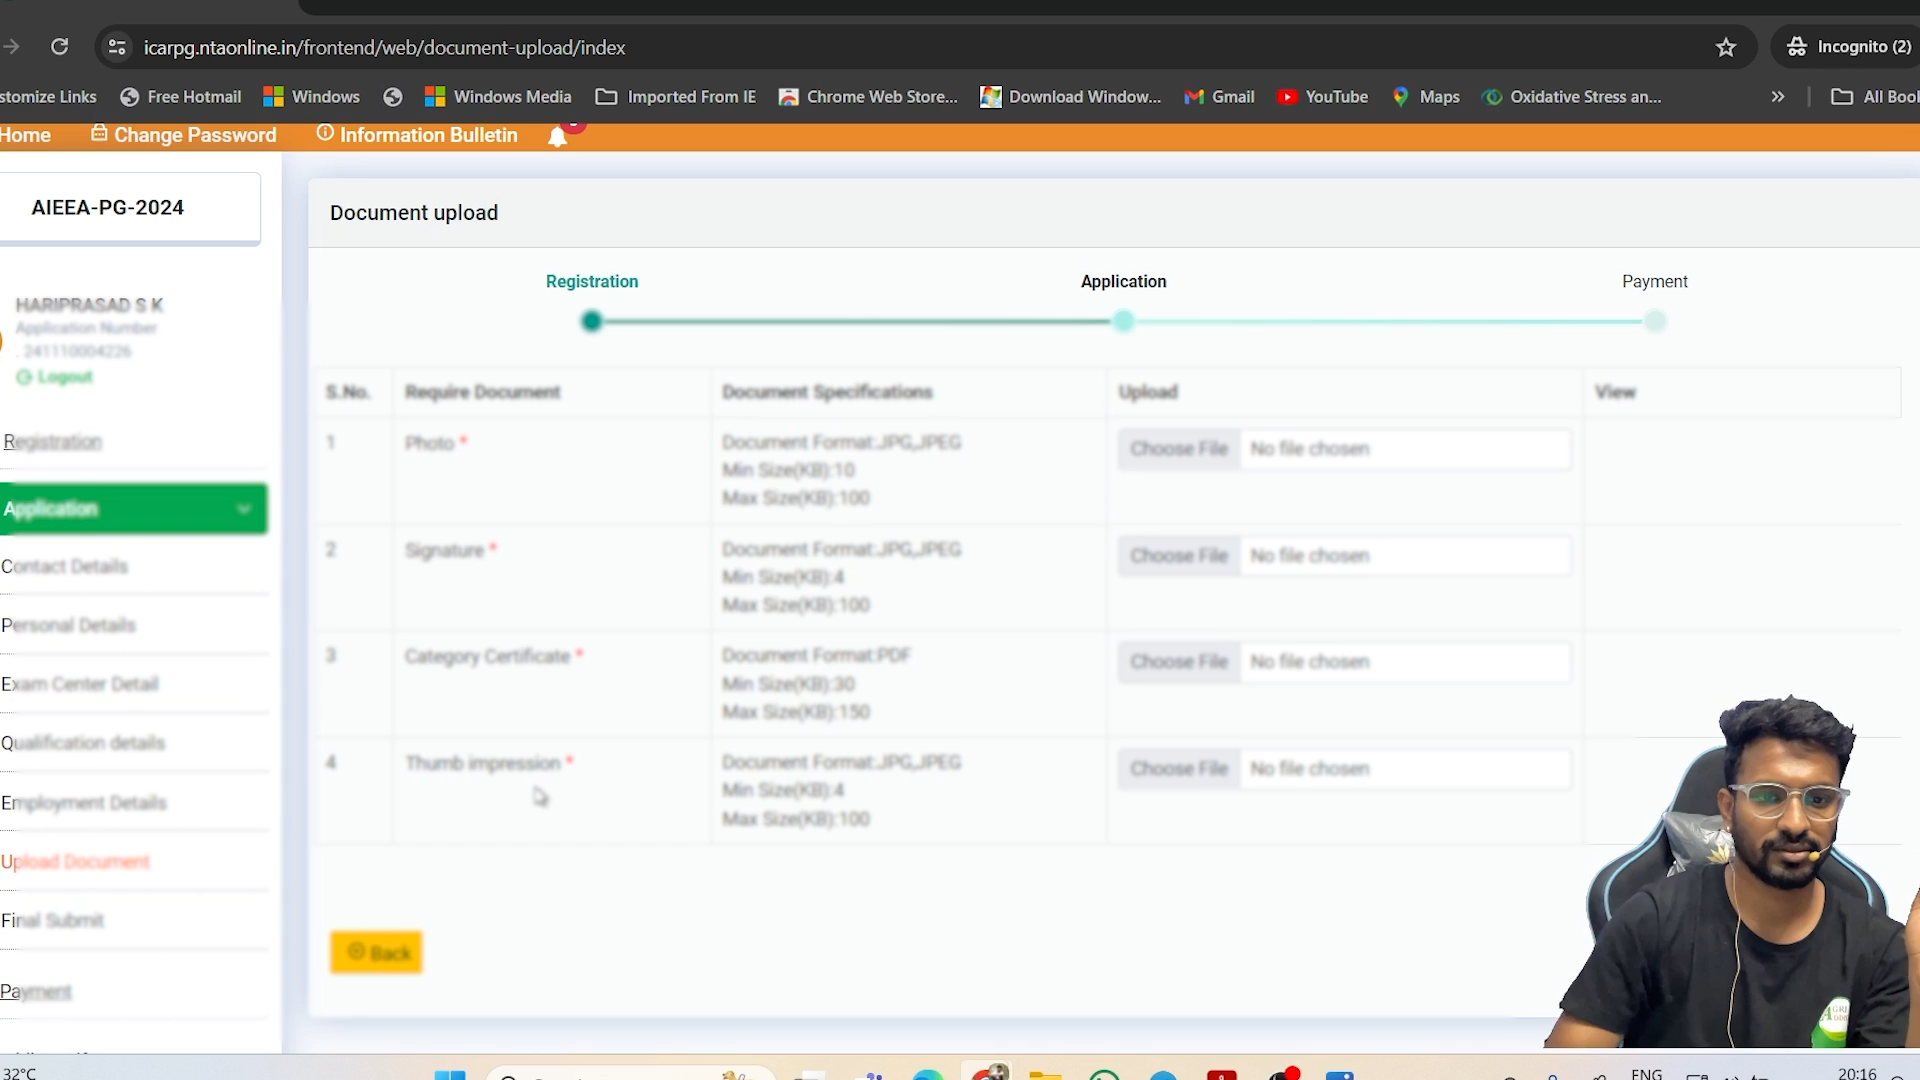 icarpg.ntaonline.in/frontend/web/document-upload/index
Incognito (2)
stomize Links
Free Hotmail
Windows
Windows Media
Imported From IE
Chrome Web Store...
Download Window...
Gmail
YouTube
Maps
Oxidative Stress an...
All Bool
Home
Change Password
Information Bulletin
AIEEA-PG-2024
Document upload
Registration
Application
Payment
HARIPRASAD S K
Application Number
. 241110004226
Logout
Registration
Application
Contact Details
Personal Details
Exam Center Detail
Qualification details
Employment Details
Upload Document
Final Submit
Payment
S.No.
Require Document
Document Specifications
Upload
View
1
Photo *
Document Format:JPG,JPEG
Min Size(KB):10
Max Size(KB):100
Choose File
No file chosen
2
Signature *
Document Format:JPG,JPEG
Min Size(KB):4
Max Size(KB):100
Choose File
No file chosen
3
Category Certificate *
Document Format:PDF
Min Size(KB):30
Max Size(KB):150
Choose File
No file chosen
4
Thumb impression *
Document Format:JPG,JPEG
Min Size(KB):4
Max Size(KB):100
Choose File
No file chosen
Back
32°C
ENG
20:16